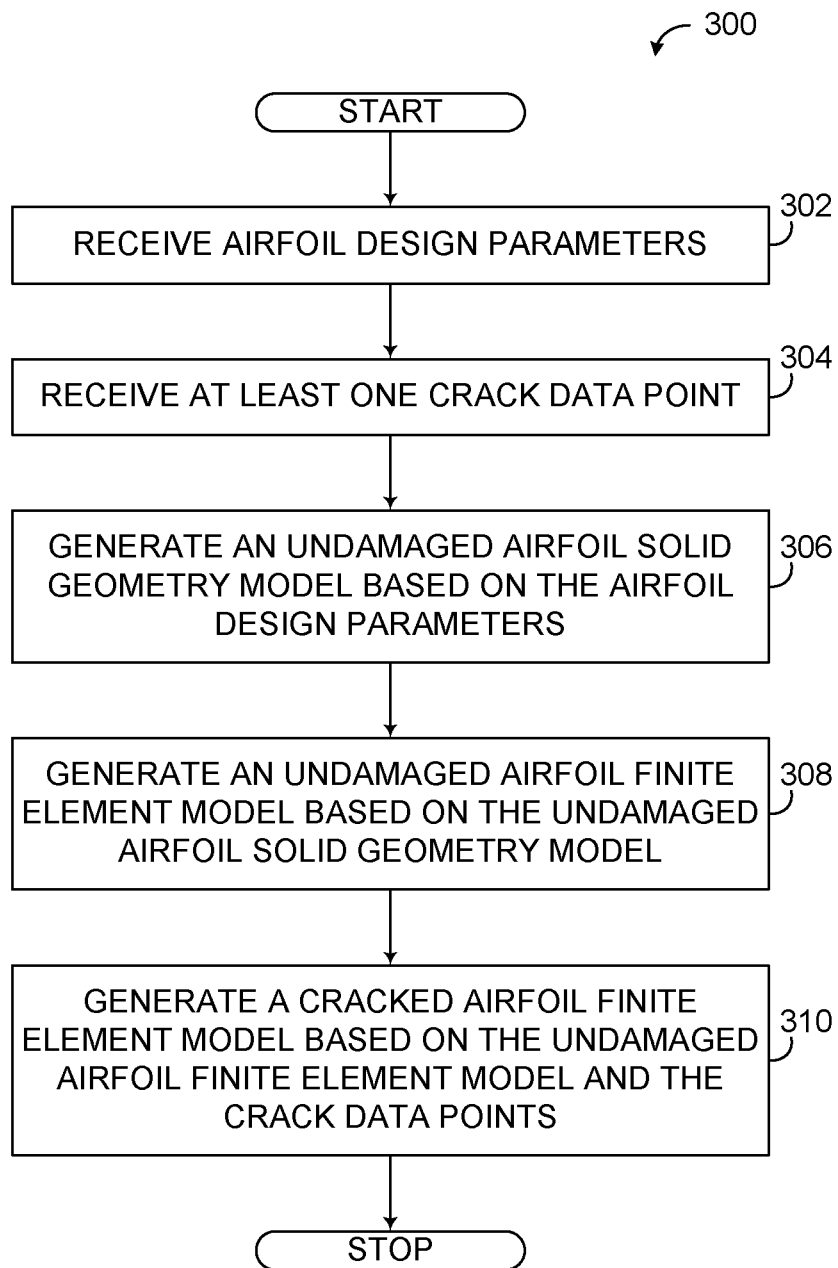 300
START
302
RECEIVE AIRFOIL DESIGN PARAMETERS
304
RECEIVE AT LEAST ONE CRACK DATA POINT
GENERATE AN UNDAMAGED AIRFOIL SOLID
306
GEOMETRY MODEL BASED ON THE AIRFOIL
DESIGN PARAMETERS
GENERATE AN UNDAMAGED AIRFOIL FINITE
308
ELEMENT MODEL BASED ON THE UNDAMAGED
AIRFOIL SOLID GEOMETRY MODEL
GENERATE A CRACKED AIRFOIL FINITE
310
ELEMENT MODEL BASED ON THE UNDAMAGED
AIRFOIL FINITE ELEMENT MODEL AND THE
CRACK DATA POINTS
STOP